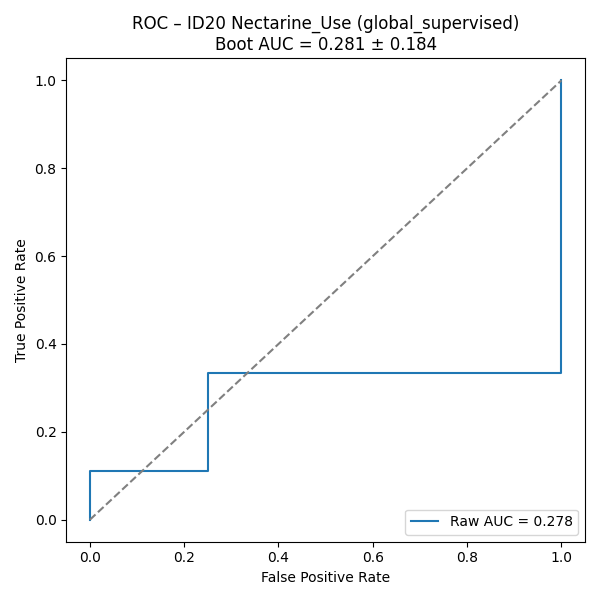 ROC – ID20 Nectarine_Use (global_supervised)
Boot AUC = 0.281 ± 0.184
True Positive Rate
1.0
0.8
0.6
0.4
0.2
0.0
Raw AUC = 0.278
0.0 0.2 0.4 0.6 0.8 1.0
False Positive Rate